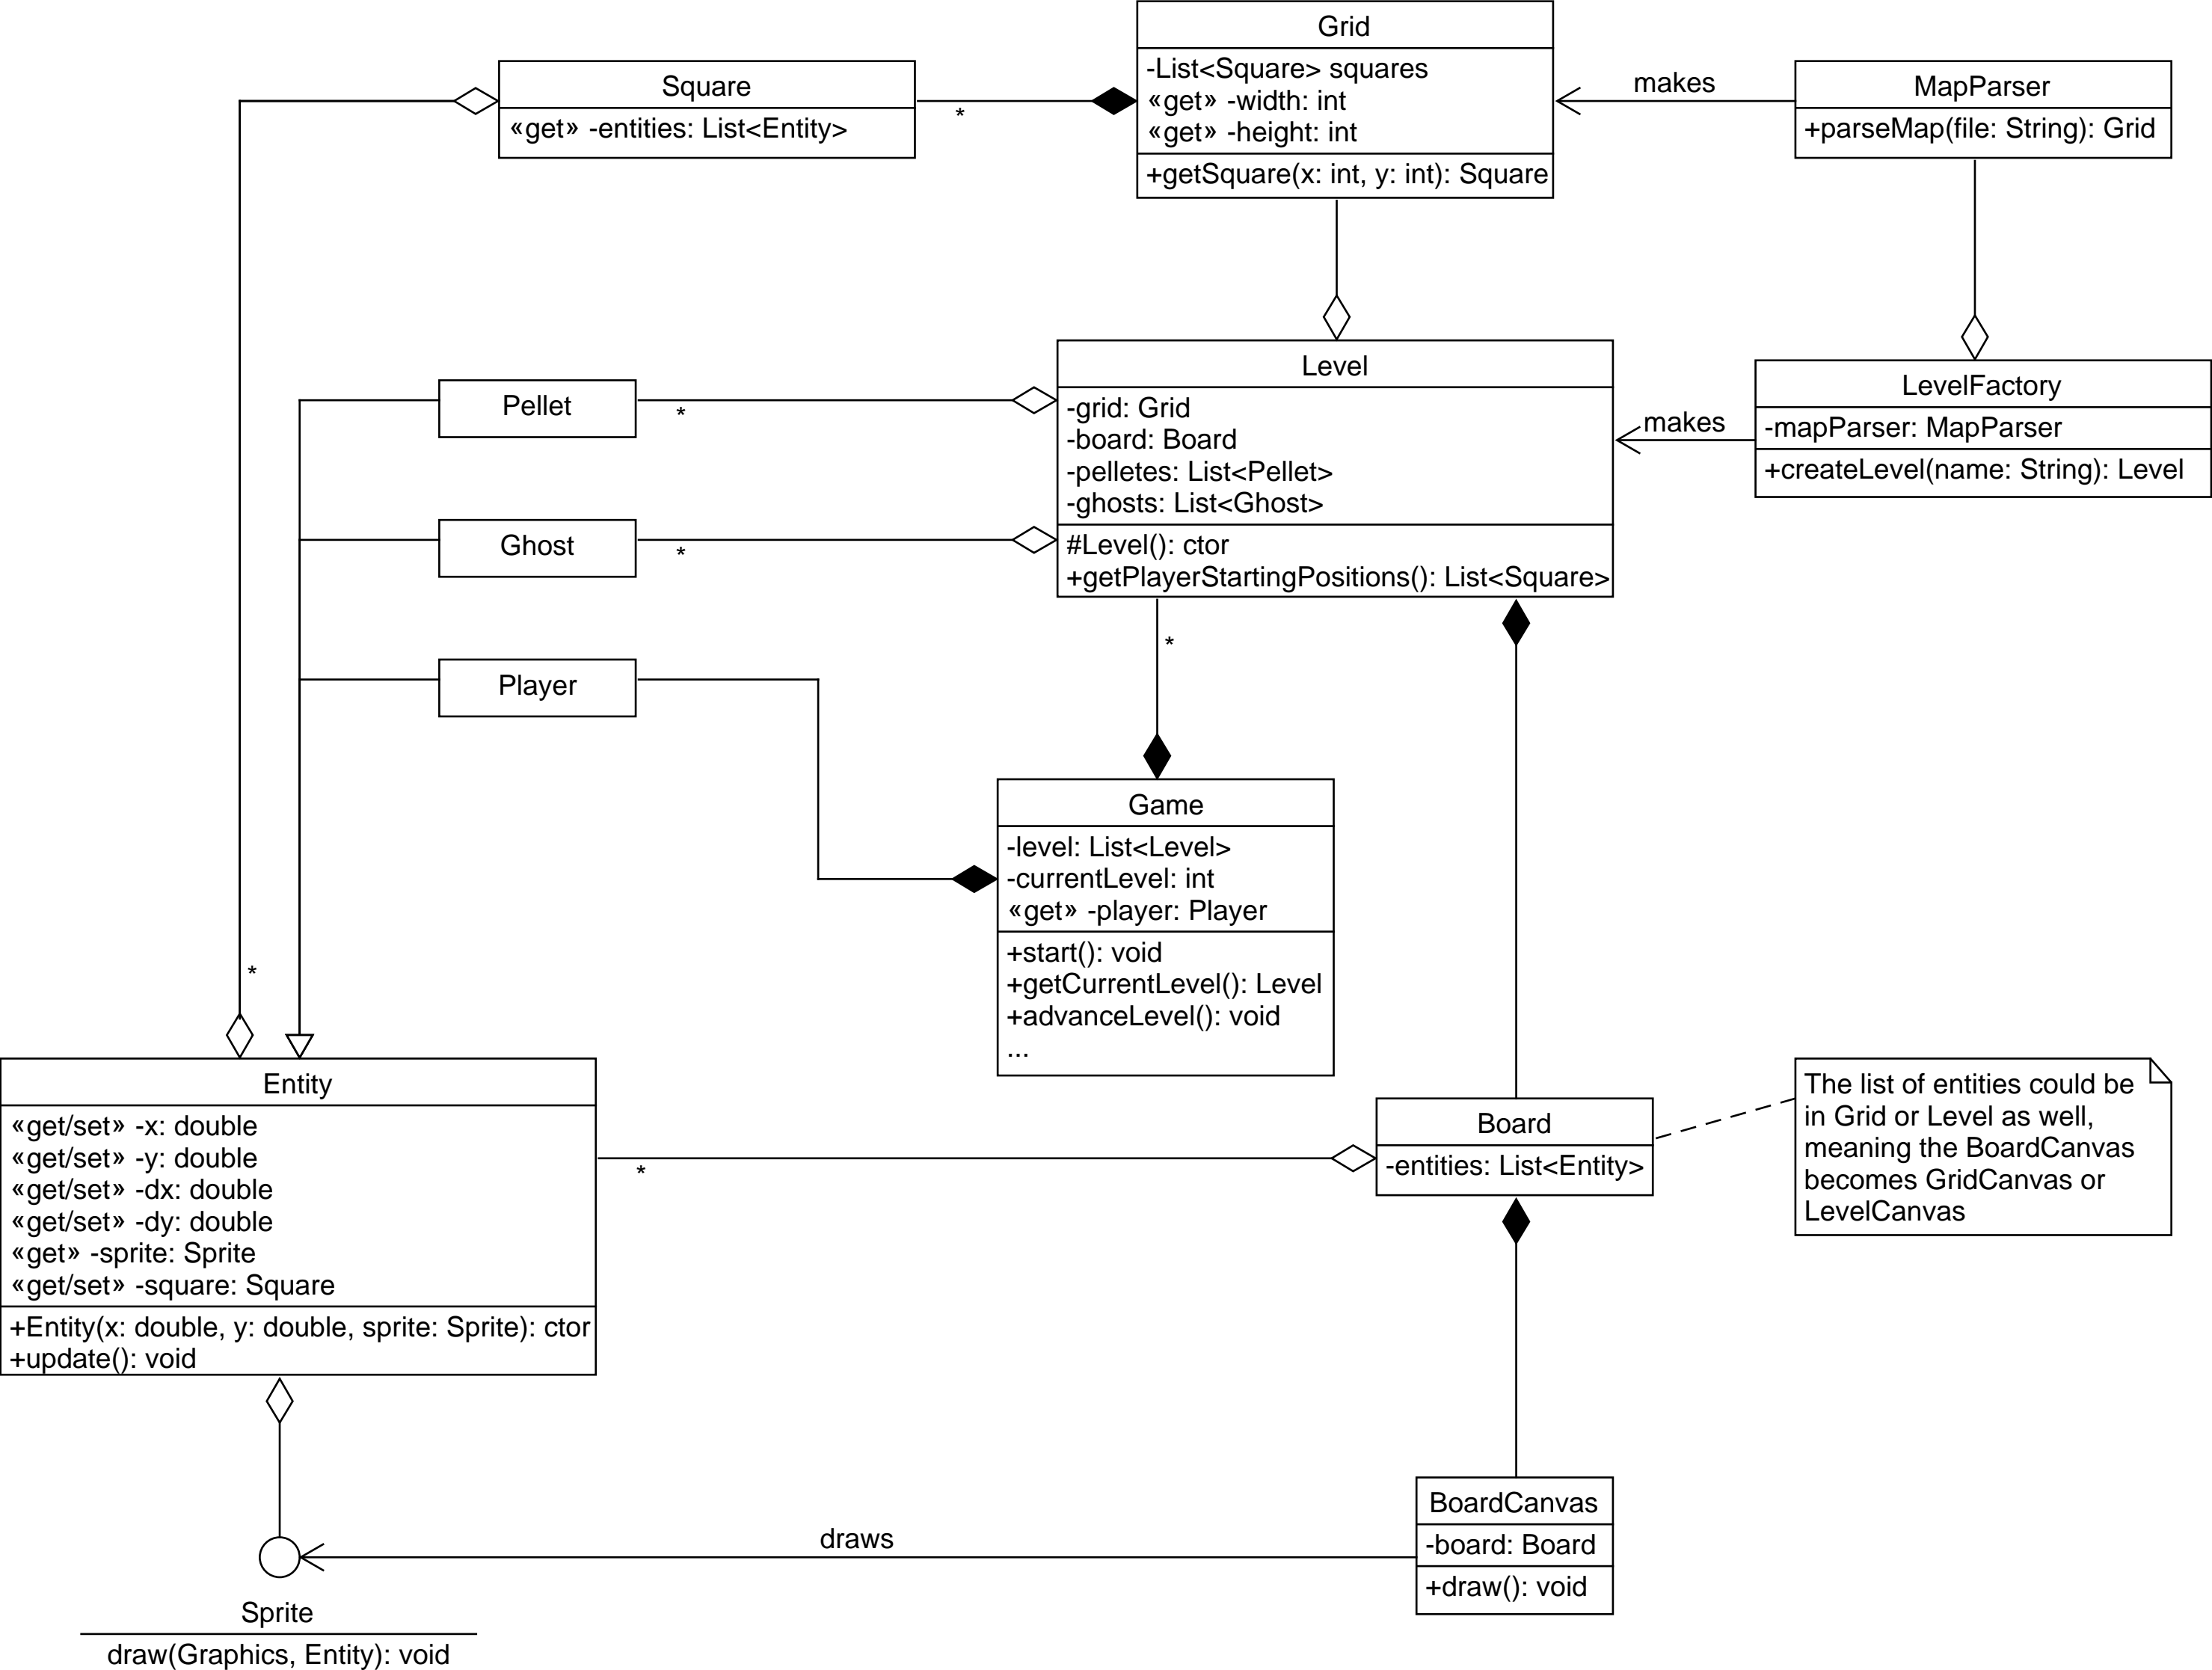 Grid
-List<Square> squares
«get» -width: int
«get» -height: int
+getSquare(x: int, y: int): Square
Square
«get» -entities: List<Entity>
*
makes
MapParser
+parseMap(file: String): Grid
Level
-grid: Grid
-board: Board
-pelletes: List<Pellet>
-ghosts: List<Ghost>
#Level(): ctor
+getPlayerStartingPositions(): List<Square>
makes
LevelFactory
-mapParser: MapParser
+createLevel(name: String): Level
Pellet
*
Ghost
*
Player
*
Game
-level: List<Level>
-currentLevel: int
«get» -player: Player
+start(): void
+getCurrentLevel(): Level
+advanceLevel(): void
...
*
Entity
«get/set» -x: double
«get/set» -y: double
«get/set» -dx: double
«get/set» -dy: double
«get» -sprite: Sprite
«get/set» -square: Square
+Entity(x: double, y: double, sprite: Sprite): ctor
+update(): void
*
Board
-entities: List<Entity>
The list of entities could be
in Grid or Level as well,
meaning the BoardCanvas
becomes GridCanvas or
LevelCanvas
BoardCanvas
-board: Board
+draw(): void
draws
Sprite
draw(Graphics, Entity): void